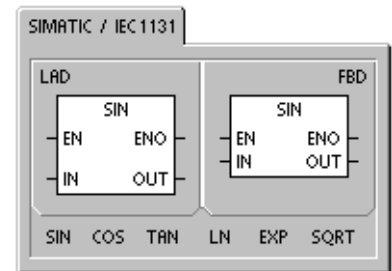 SIMATIC / IEC1131
LAD
FBD
SIN
EN ENO
IN OUT
SIN
EN ENO
IN OUT
SIN COS TAN LN EXP SQRT